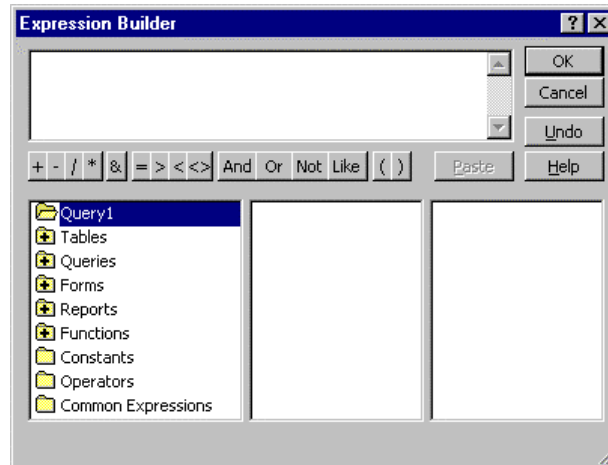 Expression Builder ? ×
OK
Cancel
Undo
+ - / * & = > < <> And Or Not Like ( ) Paste Help
Query1
Tables
Queries
Forms
Reports
Functions
Constants
Operators
Common Expressions